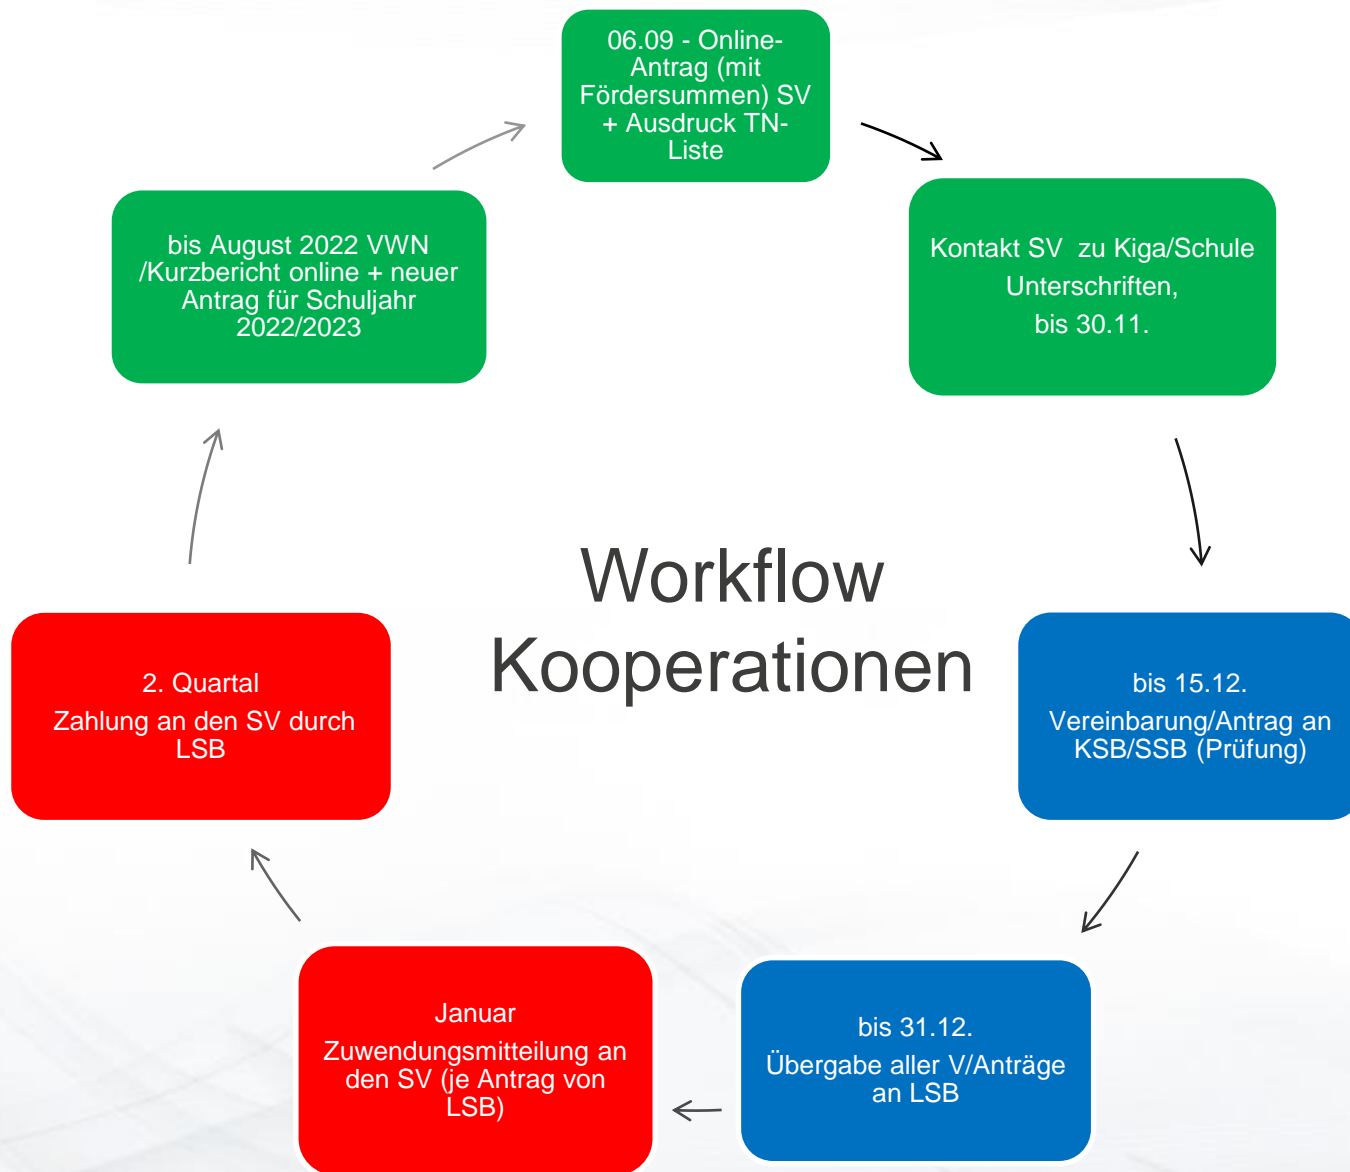 06.09 - Online-
Antrag (mit
Fördersummen) SV
+ Ausdruck TN-
Liste
Kontakt SV  zu Kiga/Schule
Unterschriften,
bis 30.11.
bis 15.12.
Vereinbarung/Antrag an
KSB/SSB (Prüfung)
bis 31.12.
Übergabe aller V/Anträge
an LSB
Januar
Zuwendungsmitteilung an
den SV (je Antrag von
LSB)
2. Quartal
Zahlung an den SV durch
LSB
bis August 2022 VWN
/Kurzbericht online + neuer
Antrag für Schuljahr
2022/2023
Workflow
Kooperationen